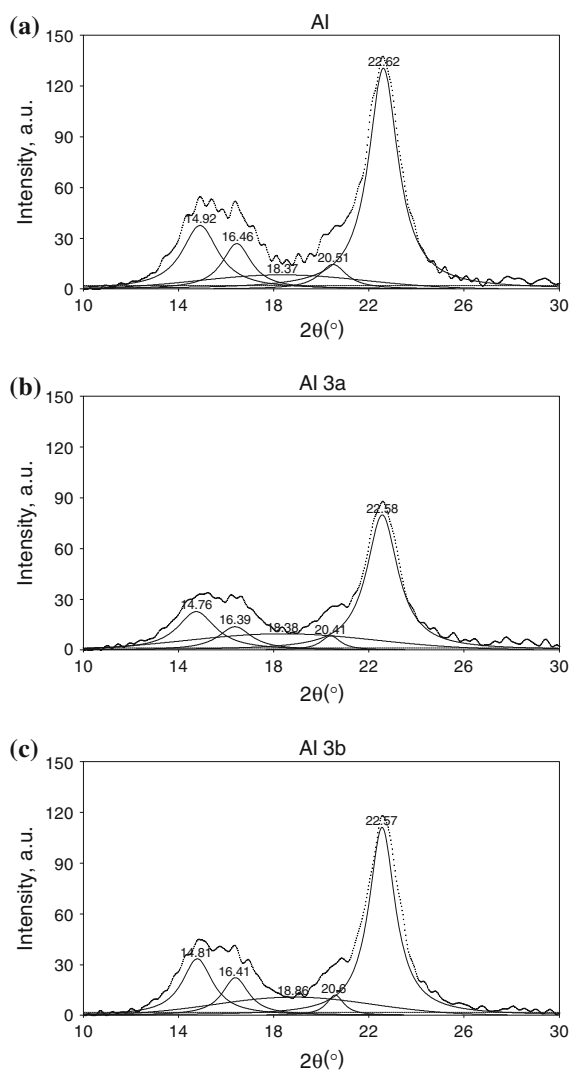 (a)
Al
Intensity, a.u.
150
120
90
60
30
0
22.62
14.92
16.46
18.37
20.51
10 14 18 22 26 30
2θ(°)
(b)
Al 3a
Intensity, a.u.
150
120
90
60
30
0
22.58
14.76
16.39
18.38
20.41
10 14 18 22 26 30
2θ(°)
(c)
Al 3b
Intensity, a.u.
150
120
90
60
30
0
22.57
14.81
16.41
18.86
20.6
10 14 18 22 26 30
2θ(°)